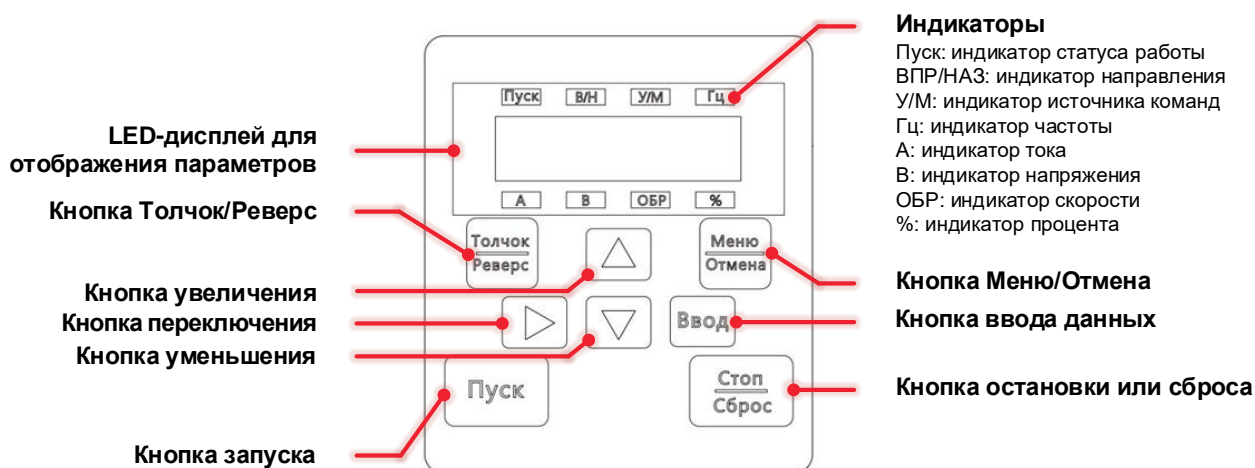 Индикаторы
Пуск: индикатор статуса работы
ВПР/НАЗ: индикатор направления
У/М: индикатор источника команд
Гц: индикатор частоты
А: индикатор тока
В: индикатор напряжения
ОБР: индикатор скорости
%: индикатор процента
Пуск В/Н У/М Гц
LED-дисплей для
отображения параметров
А В ОБР %
Кнопка Толчок/Реверс
Толчок
Реверс
Меню
Отмена
Кнопка Меню/Отмена
Кнопка увеличения
Кнопка переключения
Кнопка уменьшения
Ввод
Кнопка ввода данных
Пуск
Стоп
Сброс
Кнопка остановки или сброса
Кнопка запуска